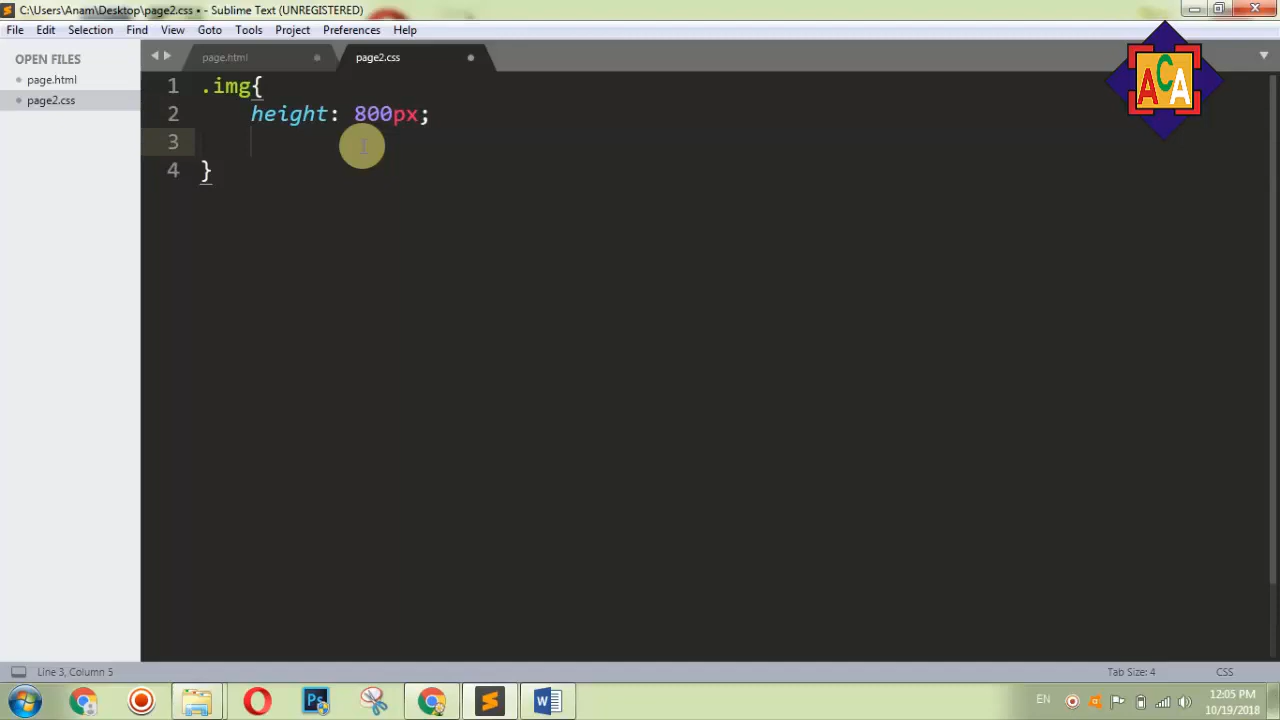 C:\Users\Anam\Desktop\page2.css • - Sublime Text (UNREGISTERED)
File Edit Selection Find View Goto Tools Project Preferences Help
OPEN FILES
page.html
page2.css
page.html
page2.css
ACA
1 .img{
2 height: 800px;
3
4 }
Line 3, Column 5
Tab Size: 4
CSS
Ps
W
EN
12:05 PM
10/19/2018